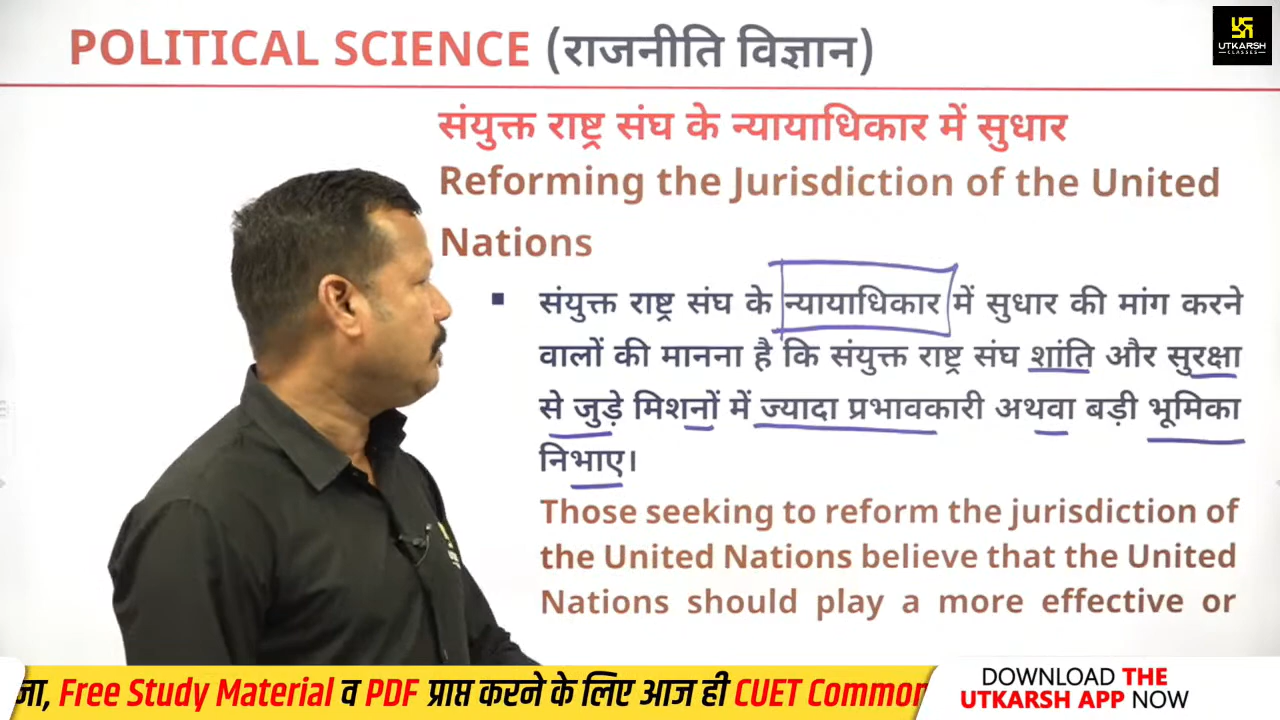 POLITICAL SCIENCE (राजनीति विज्ञान)
UTKARSH
CLASSES
संयुक्त राष्ट्र संघ के न्यायाधिकार में सुधार
Reforming the Jurisdiction of the United
Nations
संयुक्त राष्ट्र संघ के न्यायाधिकार में सुधार की मांग करने
वालों की मानना है कि संयुक्त राष्ट्र संघ शांति और सुरक्षा
से जुड़े मिशनों में ज्यादा प्रभावकारी अथवा बड़ी भूमिका
निभाए।
Those seeking to reform the jurisdiction of
the United Nations believe that the United
Nations should play a more effective or
Free Study Material व PDF प्राप्त करने के लिए आज ही CUET Common
DOWNLOAD THE
UTKARSH APP NOW